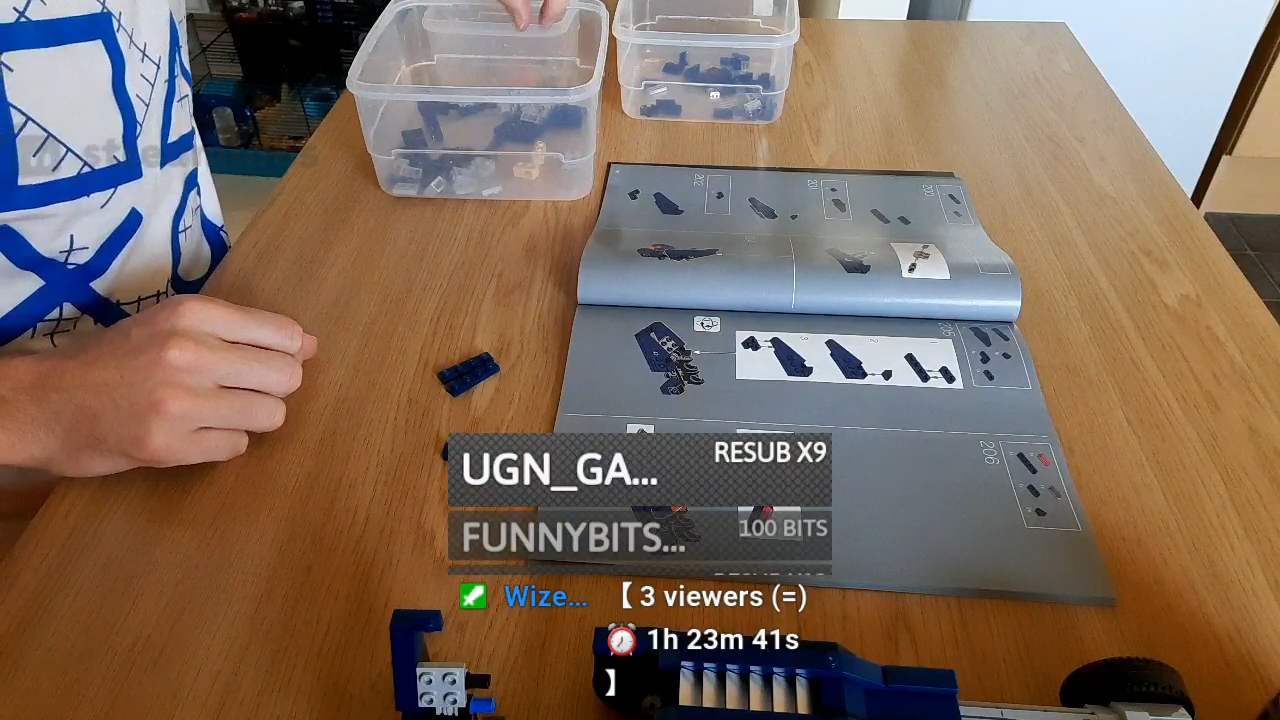 202
201
200
205
206
UGN_GA...
RESUB X9
FUNNYBITS...
100 BITS
Wize...
【 3 viewers (=)
1h 23m 41s
】